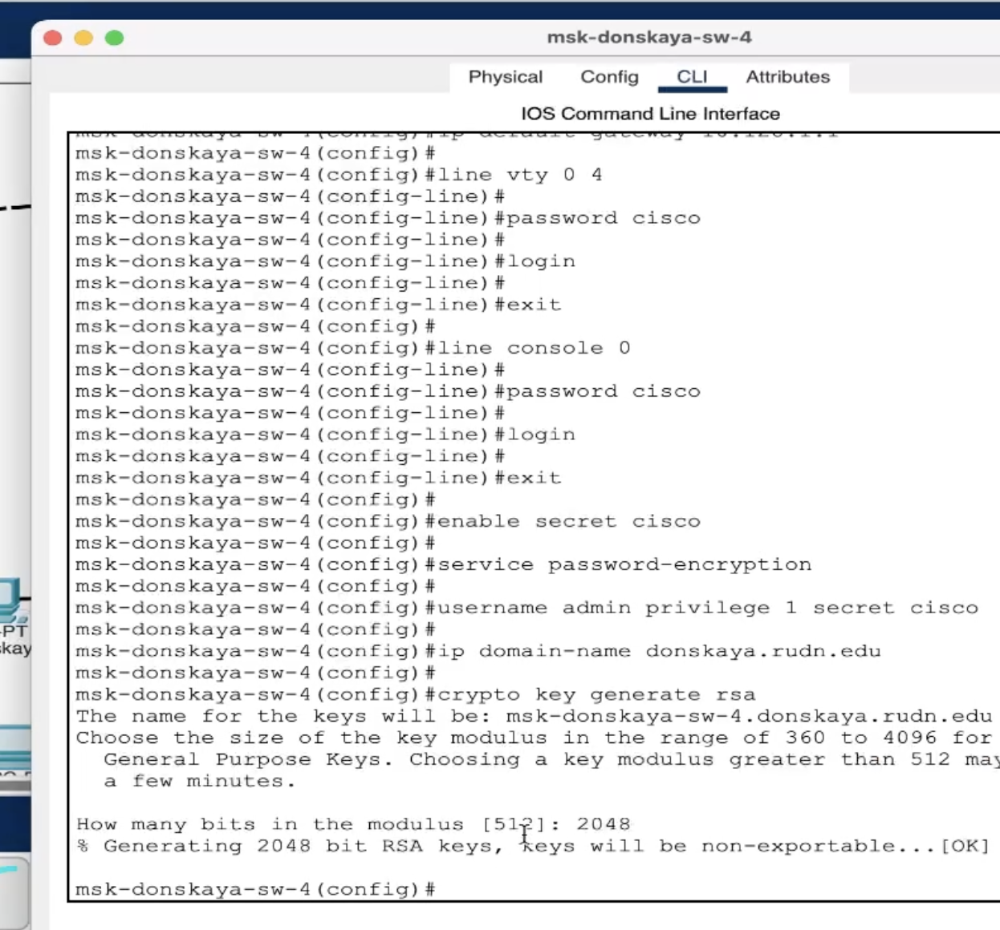 msk-donskaya-sw-4
Physical Config CLI Attributes
IOS Command Line Interface
msk-donskaya-sw-4(config)#
msk-donskaya-sw-4(config)#line vty 0 4
msk-donskaya-sw-4(config-line)#
msk-donskaya-sw-4(config-line)#password cisco
msk-donskaya-sw-4(config-line)#
msk-donskaya-sw-4(config-line)#login
msk-donskaya-sw-4(config-line)#
msk-donskaya-sw-4(config-line)#exit
msk-donskaya-sw-4(config)#
msk-donskaya-sw-4(config)#line console 0
msk-donskaya-sw-4(config-line)#
msk-donskaya-sw-4(config-line)#password cisco
msk-donskaya-sw-4(config-line)#
msk-donskaya-sw-4(config-line)#login
msk-donskaya-sw-4(config-line)#
msk-donskaya-sw-4(config-line)#exit
msk-donskaya-sw-4(config)#
msk-donskaya-sw-4(config)#enable secret cisco
msk-donskaya-sw-4(config)#
msk-donskaya-sw-4(config)#service password-encryption
msk-donskaya-sw-4(config)#
msk-donskaya-sw-4(config)#username admin privilege 1 secret cisco
msk-donskaya-sw-4(config)#
msk-donskaya-sw-4(config)#ip domain-name donskaya.rudn.edu
msk-donskaya-sw-4(config)#
msk-donskaya-sw-4(config)#crypto key generate rsa
The name for the keys will be: msk-donskaya-sw-4.donskaya.rudn.edu
Choose the size of the key modulus in the range of 360 to 4096 for
General Purpose Keys. Choosing a key modulus greater than 512 may
a few minutes.
How many bits in the modulus [512]: 2048
% Generating 2048 bit RSA keys, keys will be non-exportable...[OK]
msk-donskaya-sw-4(config)#
-PT
skay